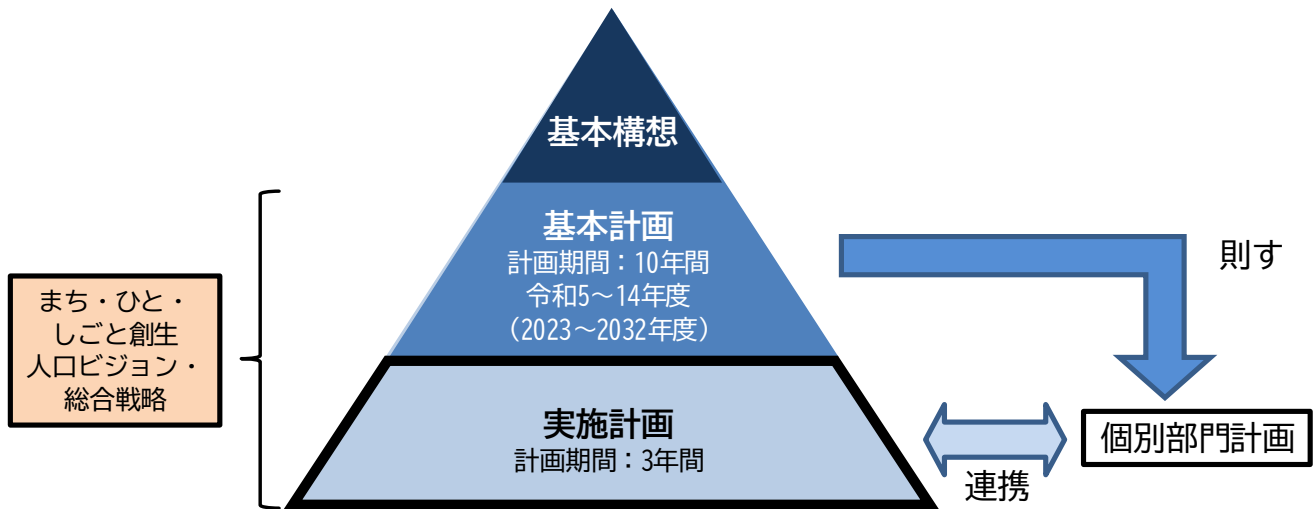 基本構想
基本計画
計画期間：10年間
令和5～14年度
（2023～2032年度）
実施計画
計画期間：3年間
まち・ひと・
しごと創生
人口ビジョン・
総合戦略
則す
個別部門計画
連携